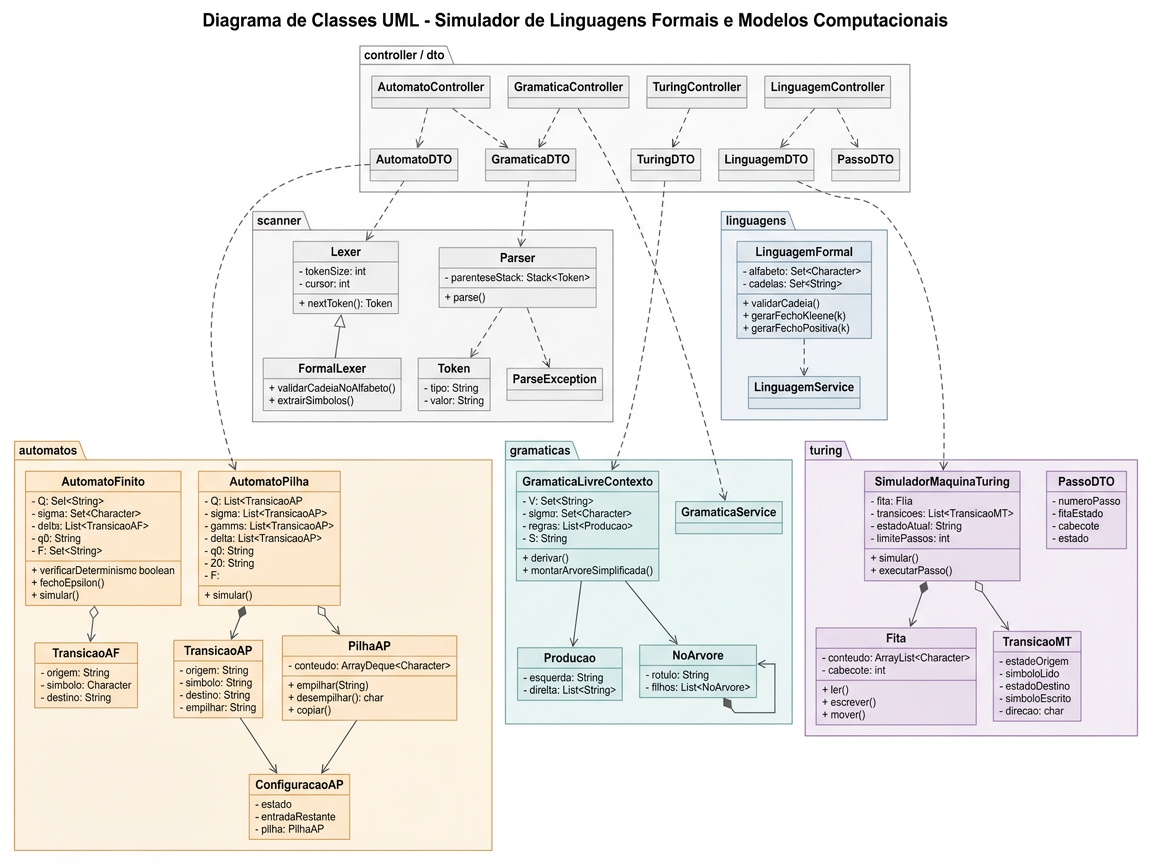 Diagrama de Classes UML - Simulador de Linguagens Formais e Modelos Computacionais
controller / dto
AutomatoController
GramaticaController
TuringController
LinguagemController
AutomatoDTO
GramaticaDTO
TuringDTO
LinguagemDTO
PassoDTO
scanner
Lexer
- tokenSize: int
- cursor: int
+ nextToken(): Token
Parser
- parenteseStack: Stack<Token>
+ parse()
FormalLexer
+ validarCadeiaNoAlfabeto()
+ extrairSimbolos()
Token
- tipo: String
- valor: String
ParseException
linguagens
LinguagemFormal
- alfabeto: Set<Character>
- cadelas: Set<String>
+ validarCadeia()
+ gerarFechoKleene(k)
+ gerarFechoPositiva(k)
LinguagemService
automatos
AutomatoFinito
- Q: Sel<String>
- sigma: Set<Character>
- delta: List<TransicaoAF>
- q0: String
- F: Set<String>
+ verificarDeterminismo boolean
+ fechoEpsilon()
+ simular()
AutomatoPilha
- Q: List<TransicaoAP
- sigma: List<TransicaoAP>
- gamms: List<TransicaoAP>
- delta: List<TransicaoAP>
- q0: String
- Z0: String
- F:
+ simular()
TransicaoAF
- origem: String
- simbolo: Character
- destino: String
TransicaoAP
- origem: String
- simbolo: String
- destino: String
- empilhar: String
PilhaAP
- conteudo: ArrayDeque<Character>
+ empilhar(String)
+ desempilhar(): char
+ copiar()
ConfiguracaoAP
- estado
- entradaRestante
- pilha: PilhaAP
gramaticas
GramaticaLivreContexto
- V: Set<String>
- sigma: Set<Character>
- regras: List<Producao>
- S: String
+ derivar()
+ montarArvoreSimplificada()
GramaticaService
Producao
- esquerda: String
- direlta: List<String>
NoArvore
- rotulo: String
- filhos: List<NoArvore>
turing
SimuladorMaquinaTuring
- fita: Flia
- transicoes: List<TransicaoMT>
- estadoAtual: String
- limitePassos: int
+ simular()
+ executarPasso()
PassoDTO
- numeroPasso
- fitaEstado
- cabecote
- estado
Fita
- conteudo: ArrayList<Character>
- cabecote: int
+ ler()
+ escrever()
+ mover()
TransicaoMT
- estadeOrigem
- simboloLido
- estadoDestino
- simboloEscrito
- direcao: char